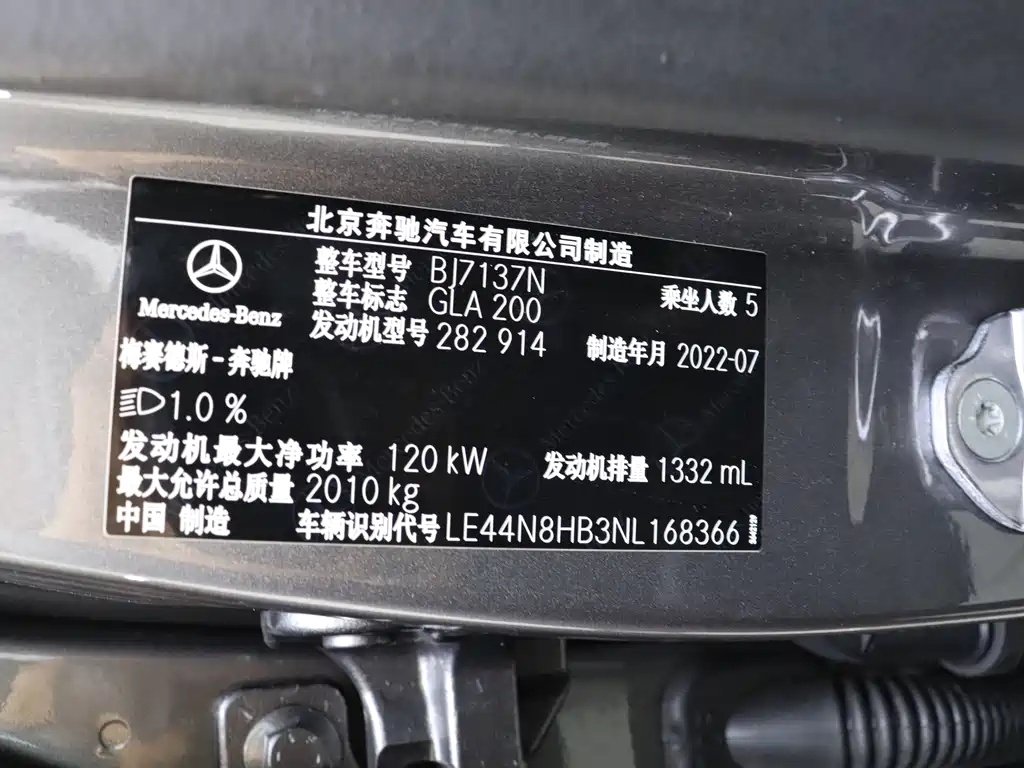 北京奔驰汽车有限公司制造
Mercedes-Benz
梅赛德斯-奔驰牌
整车型号 BJ7137N
乘坐人数 5
整车标志 GLA 200
发动机型号 282 914
制造年月 2022-07
1.0 %
发动机最大净功率 120 kW
发动机排量 1332 mL
最大允许总质量 2010 kg
中国 制造
车辆识别代号 LE44N8HB3NL168366